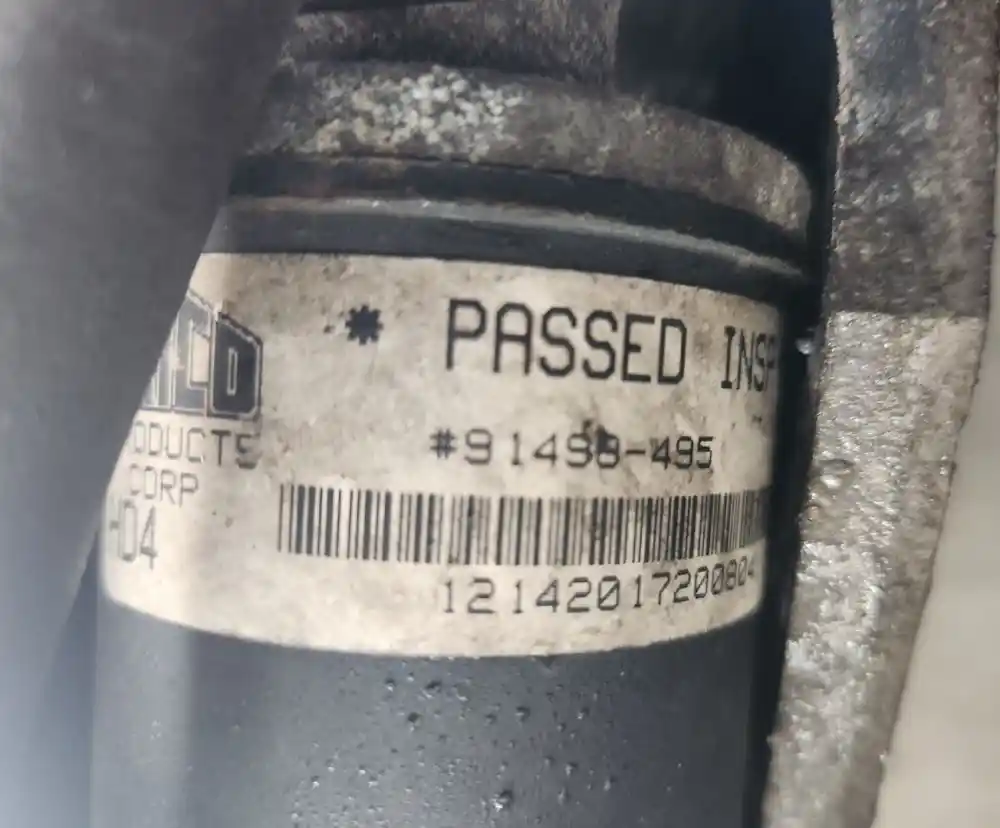 * PASSED INSP
#91498-495
PRODUCTS
CORP
H04
12142017200804